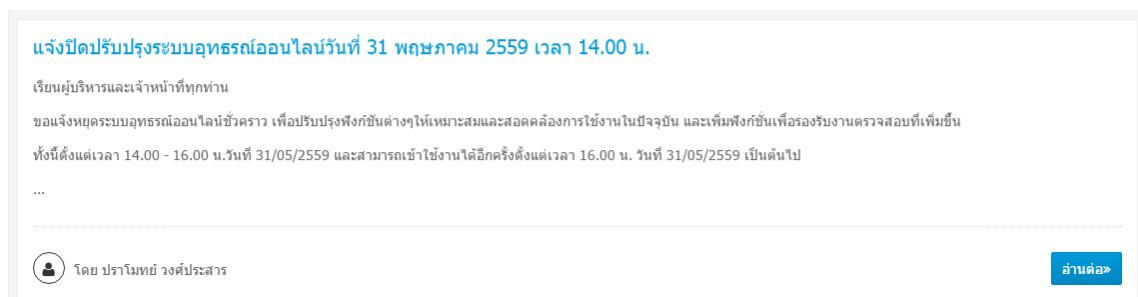 แจ้งปิดปรับปรุงระบบอุทธรณ์ออนไลน์วันที่ 31 พฤษภาคม 2559 เวลา 14.00 น.
เรียนผู้บริหารและเจ้าหน้าที่ทุกท่าน
ขอแจ้งหยุดระบบอุทธรณ์ออนไลน์ชั่วคราว เพื่อปรับปรุงฟังก์ชันต่างๆให้เหมาะสมและสอดคล้องการใช้งานในปัจจุบัน และเพิ่มฟังก์ชั่นเพื่อรองรับงานตรวจสอบที่เพิ่มขึ้น
ทั้งนี้ตั้งแต่เวลา 14.00 - 16.00 น.วันที่ 31/05/2559 และสามารถเข้าใช้งานได้อีกครั้งตั้งแต่เวลา 16.00 น. วันที่ 31/05/2559 เป็นต้นไป
...
โดย ปราโมทย์ วงศ์ประสาร
อ่านต่อ»